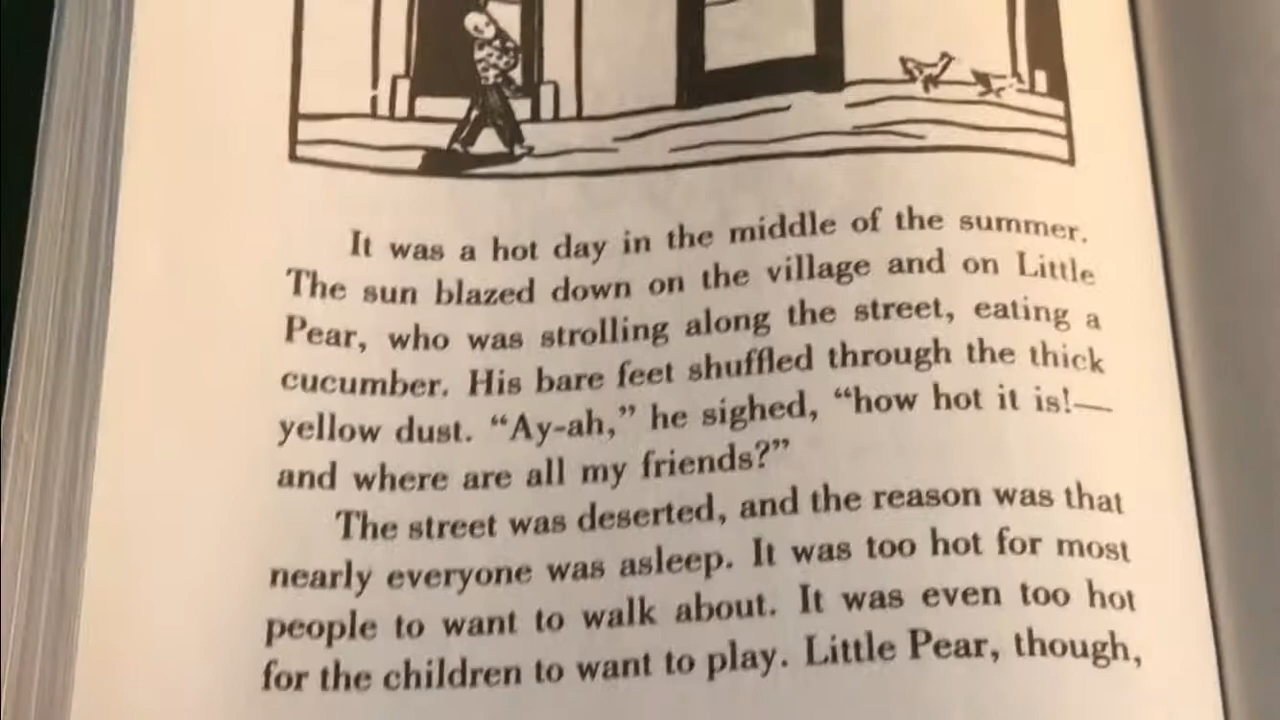 It was a hot day in the middle of the summer.
The sun blazed down on the village and on Little
Pear, who was strolling along the street, eating a
cucumber. His bare feet shuffled through the thick
yellow dust. “Ay-ah,” he sighed, “how hot it is!—
and where are all my friends?”
The street was deserted, and the reason was that
nearly everyone was asleep. It was too hot for most
people to want to walk about. It was even too hot
for the children to want to play. Little Pear, though,